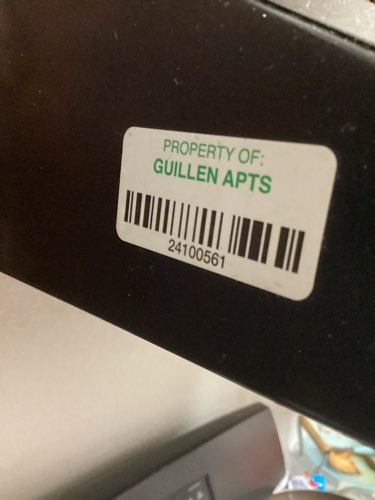 PROPERTY OF:
GUILLEN APTS
24100561